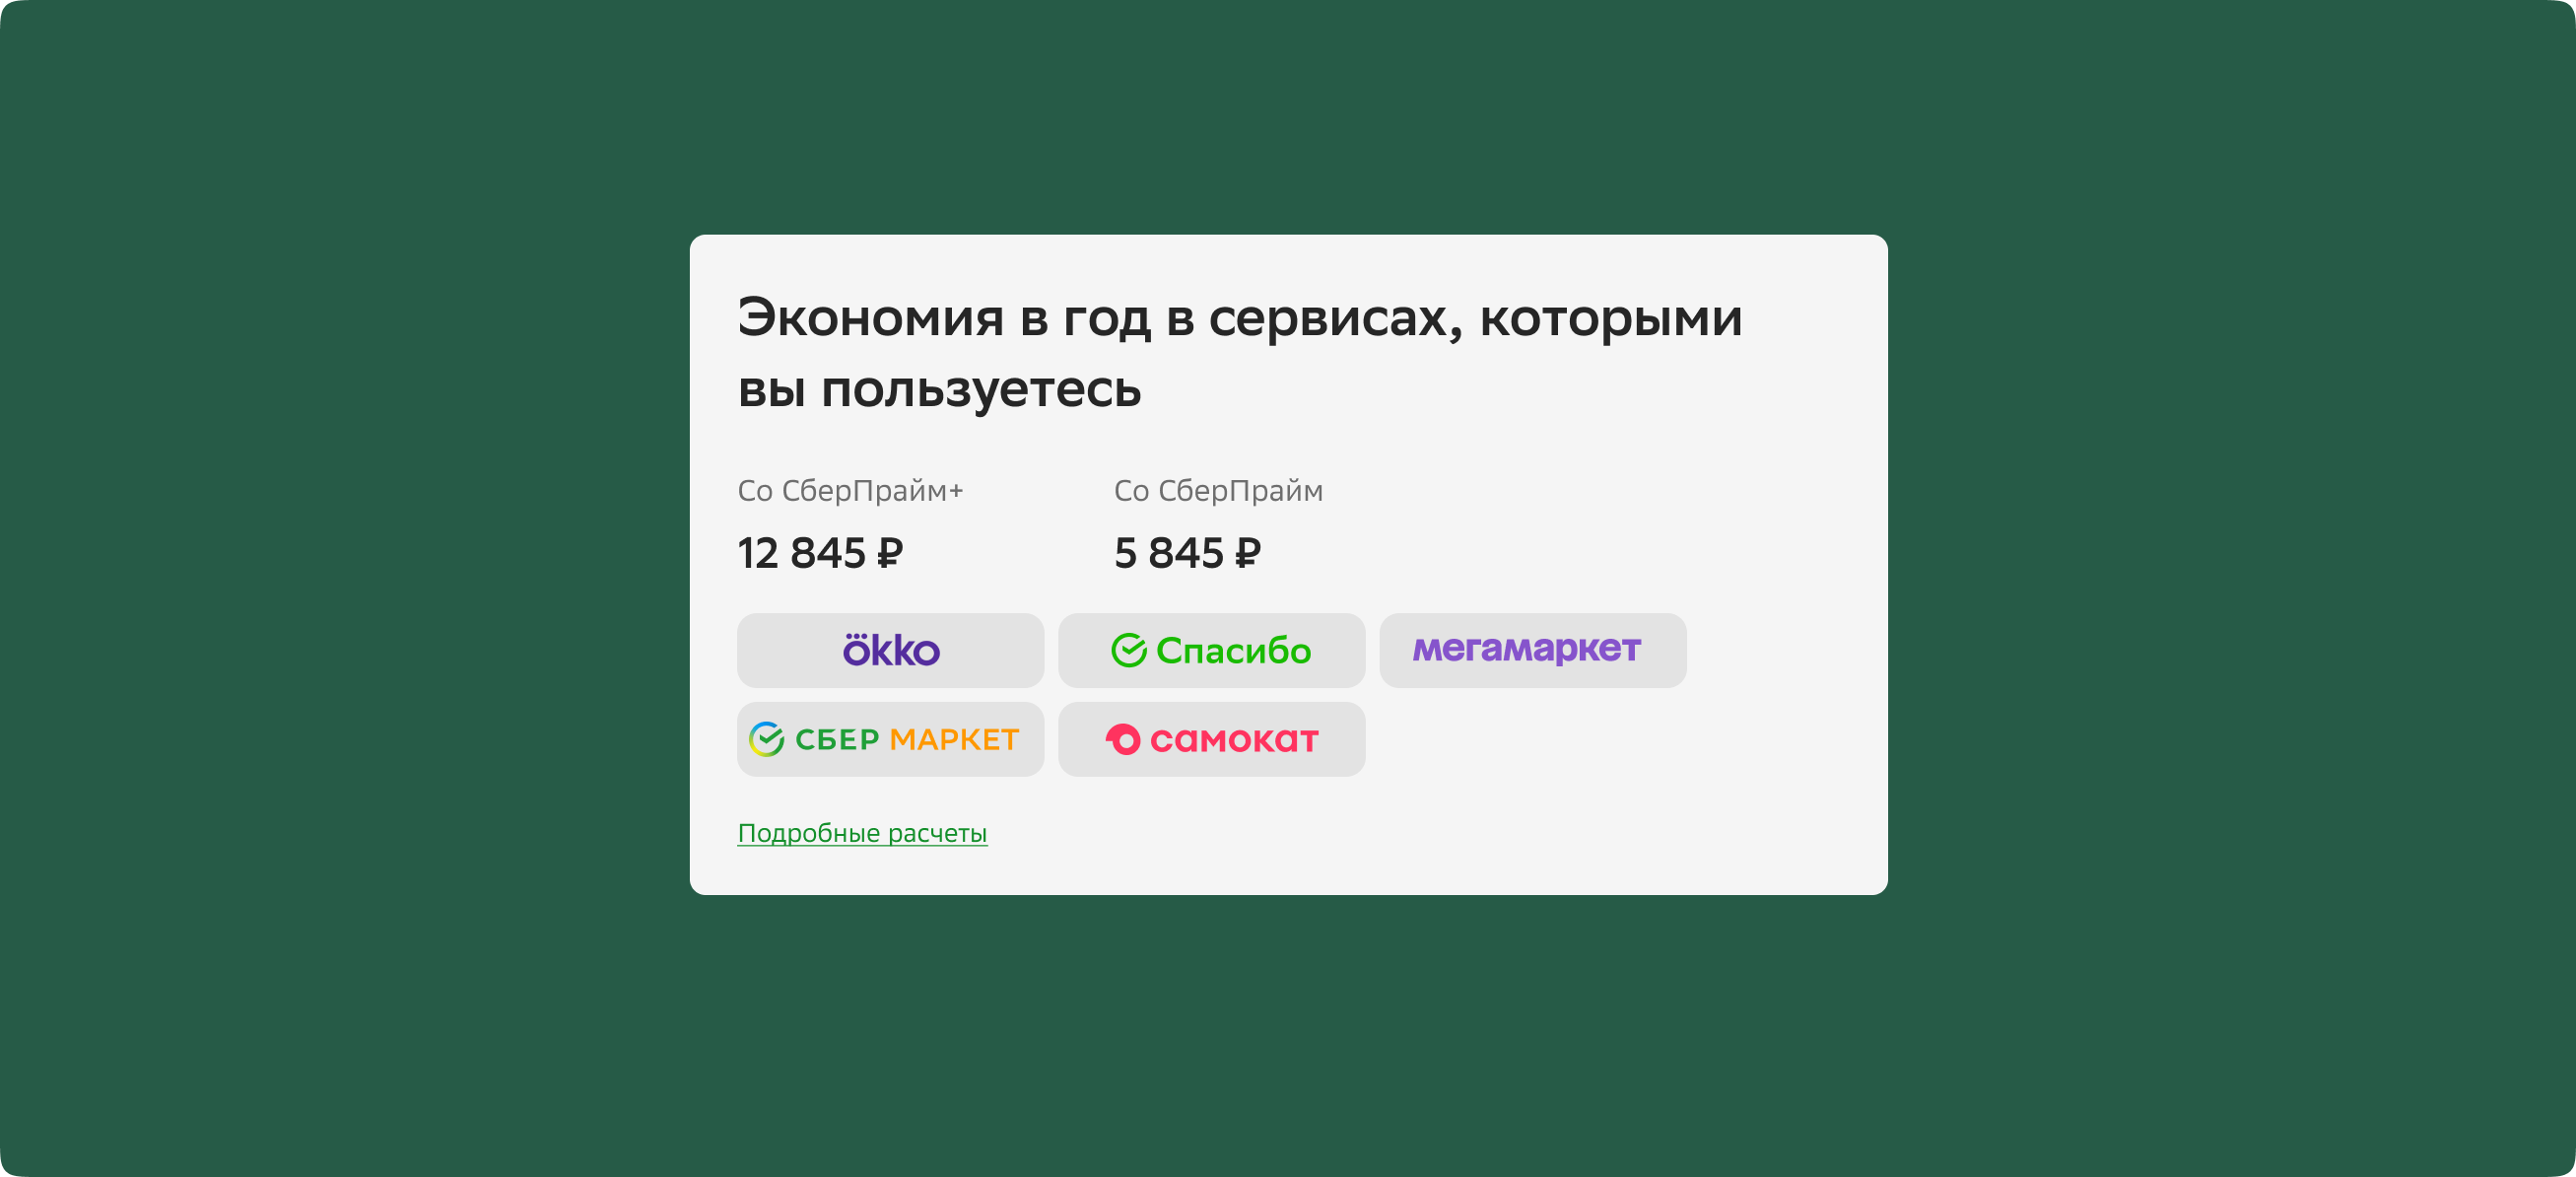 Экономия в год в сервисах, которыми
вы пользуетесь
Со СберПрайм+ Со СберПрайм
12 845 ₽ 5 845 ₽
okko Спасибо мегамаркет
СБЕР МАРКЕТ самокат
Подробные расчеты